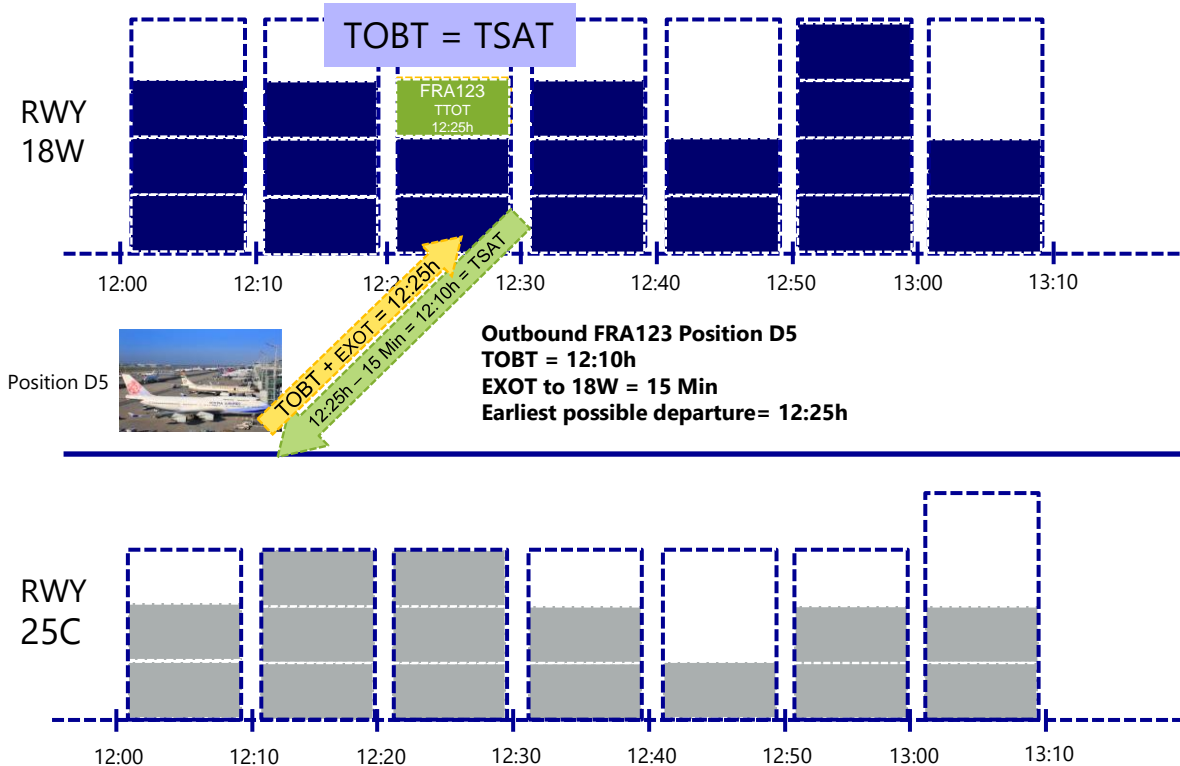 TOBT = TSAT
RWY
18W
FRA123
TTOT
12:25h
12:00
12:10
12:2
12:30
12:40
12:50
13:00
13:10
TOBT + EXOT = 12:25h
12:25h – 15 Min = 12:10h = TSAT
Position D5
Outbound FRA123 Position D5
TOBT = 12:10h
EXOT to 18W = 15 Min
Earliest possible departure= 12:25h
RWY
25C
12:00
12:10
12:20
12:30
12:40
12:50
13:00
13:10